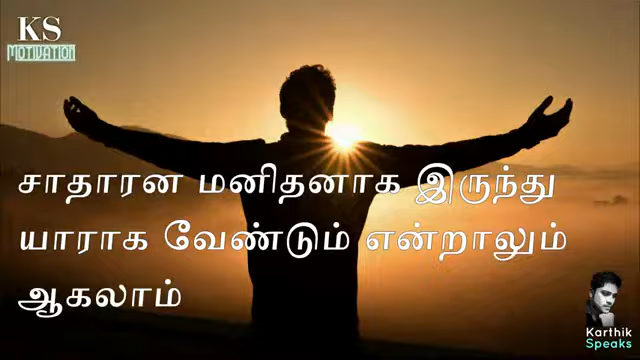 KS
MOTIVATION
சாதாரன மனிதனாக இருந்து
யாராக வேண்டும் என்றாலும்
ஆகலாம்
Karthik
Speaks